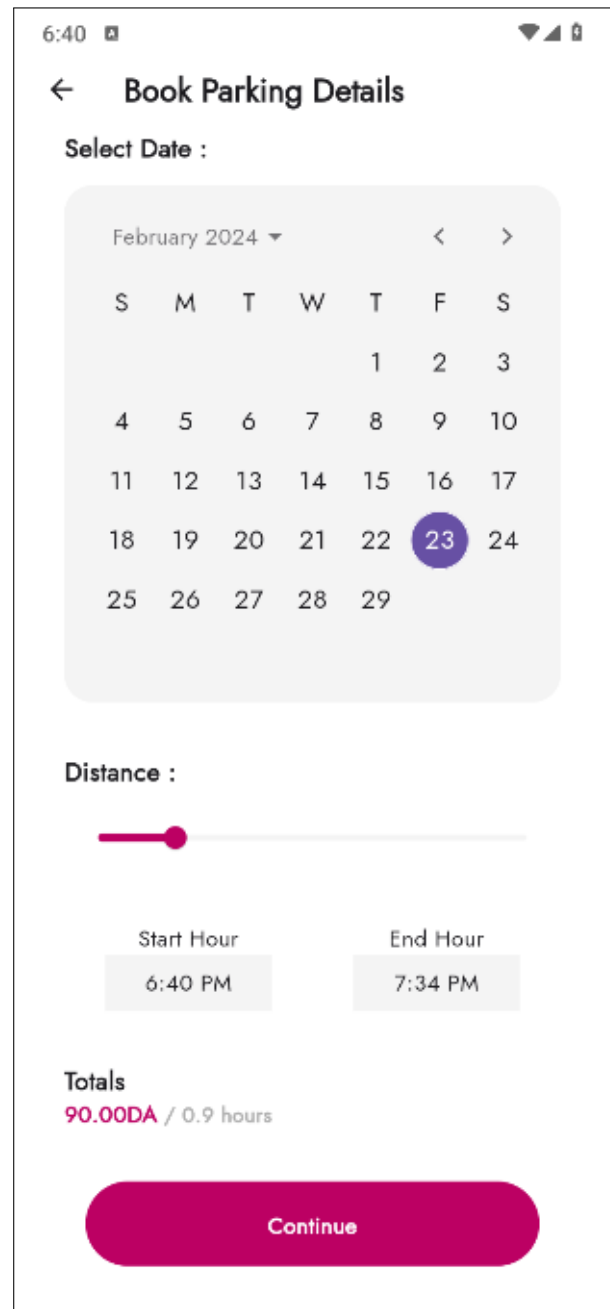 6:40
Book Parking Details
Select Date :
February 2024
S M T W T F S
1 2 3
4 5 6 7 8 9 10
11 12 13 14 15 16 17
18 19 20 21 22 23 24
25 26 27 28 29
Distance :
Start Hour End Hour
6:40 PM 7:34 PM
Totals
90.00DA / 0.9 hours
Continue